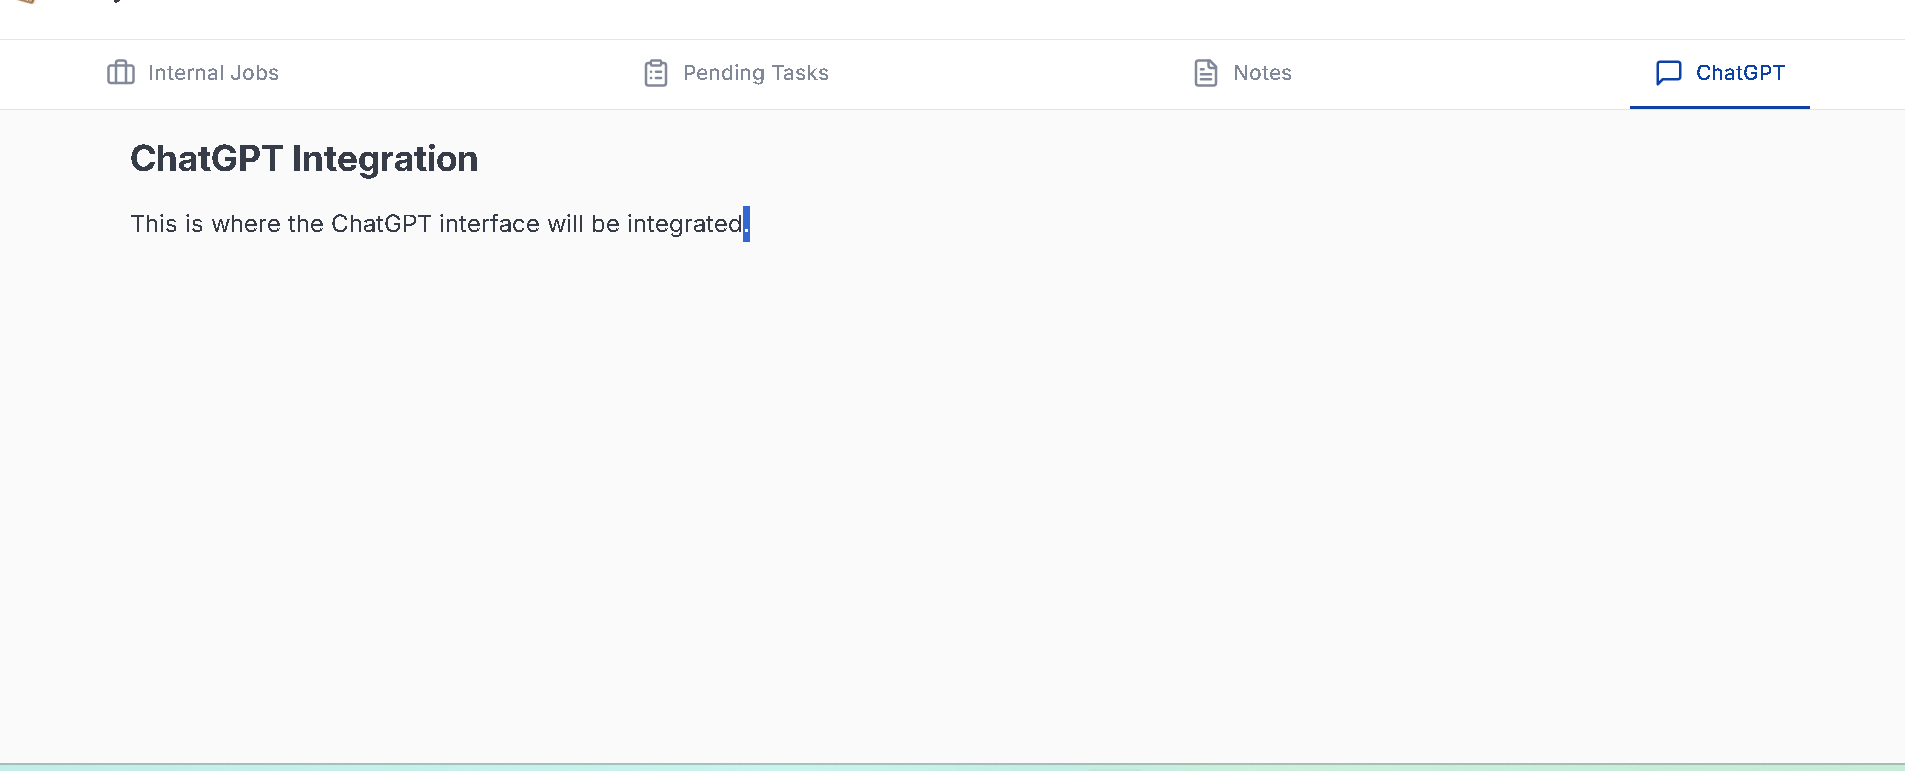 Internal Jobs
Pending Tasks
Notes
ChatGPT
ChatGPT Integration
This is where the ChatGPT interface will be integrated.